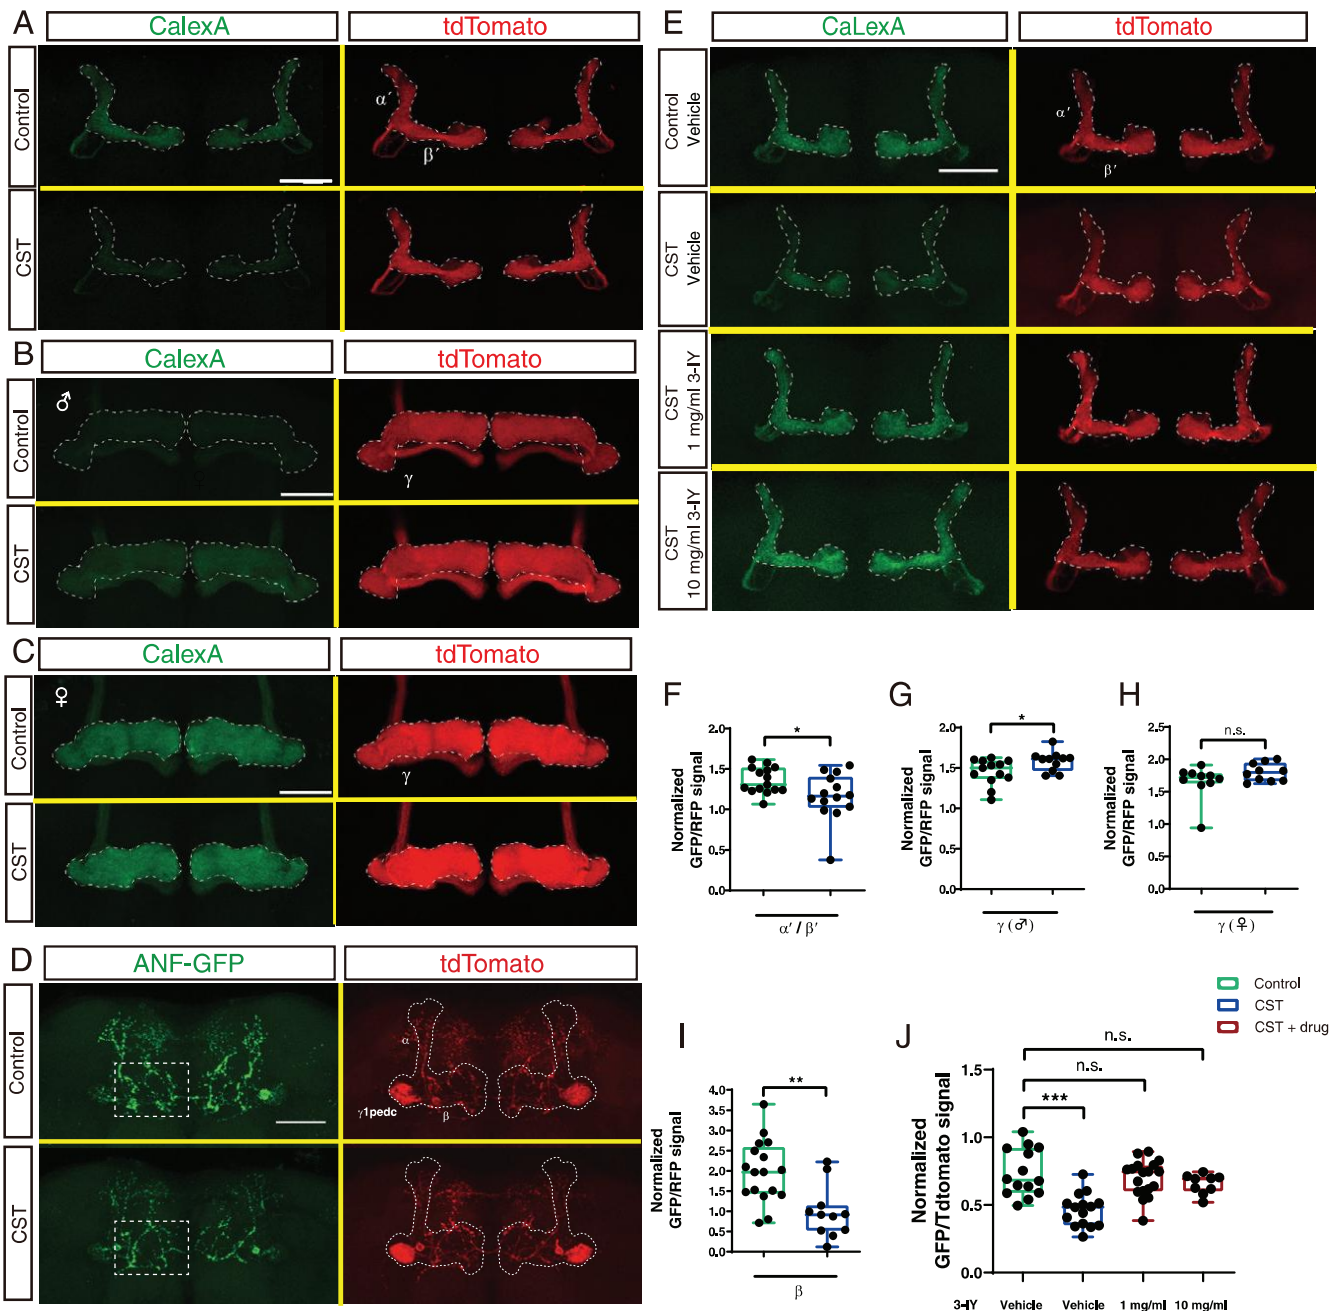 A
CalexA
tdTomato
Control
α′
β′
CST
B
CalexA
tdTomato
Control
♂
γ
CST
C
CalexA
tdTomato
Control
♀
γ
CST
D
ANF-GFP
tdTomato
Control
α
γ1pedc
β
CST
E
CaLexA
tdTomato
Control
Vehicle
α′
β′
CST
Vehicle
CST
1 mg/ml 3-IY
CST
10 mg/ml 3-IY
F
Normalized
GFP/RFP signal
2.0
1.5
1.0
0.5
0.0
*
α′ / β′
G
Normalized
GFP/RFP signal
2.0
1.5
1.0
0.5
0.0
*
γ (♂)
H
Normalized
GFP/RFP signal
2.5
2.0
1.5
1.0
0.5
0.0
n.s.
γ (♀)
Control
CST
CST + drug
I
Normalized
GFP/RFP signal
4.0
3.5
3.0
2.5
2.0
1.5
1.0
0.5
0.0
**
β
J
Normalized
GFP/Tdtomato signal
1.5
1.0
0.5
0.0
n.s.
n.s.
***
3-IY Vehicle Vehicle 1 mg/ml 10 mg/ml